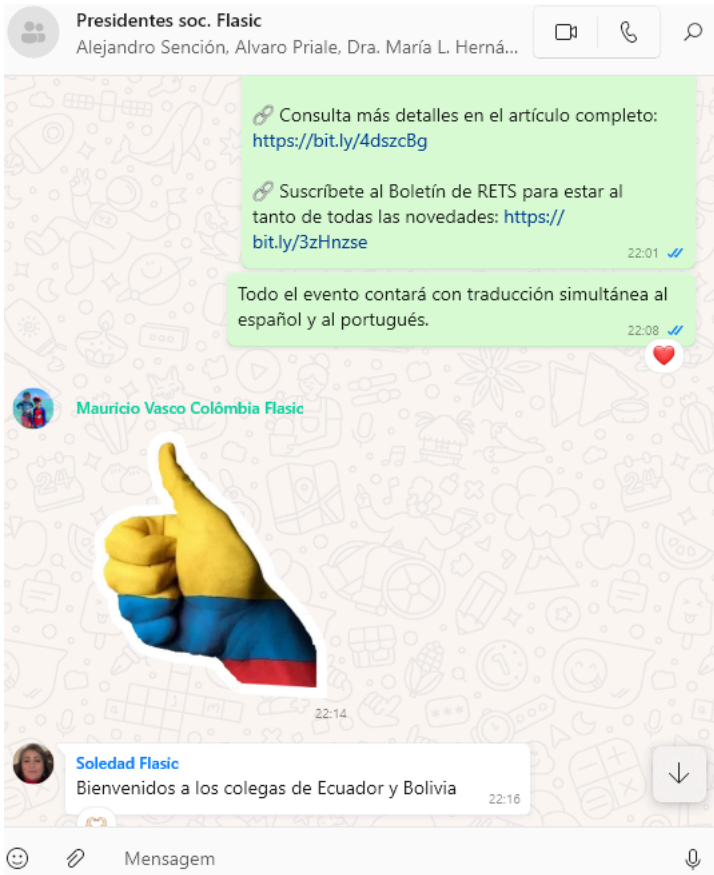 Presidentes soc. Flasic
Alejandro Sención, Alvaro Priale, Dra. María L. Herná...
Consulta más detalles en el artículo completo:
https://bit.ly/4dszcBg
Suscríbete al Boletín de RETS para estar al
tanto de todas las novedades: https://
bit.ly/3zHnzse
22:01
Todo el evento contará con traducción simultánea al
español y al portugués.
22:08
Mauricio Vasco Colômbia Flasic
22:14
Soledad Flasic
Bienvenidos a los colegas de Ecuador y Bolivia
22:16
Mensagem